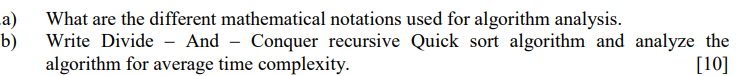 a) What are the different mathematical notations used for algorithm analysis.
b) Write Divide – And – Conquer recursive Quick sort algorithm and analyze the
algorithm for average time complexity. [10]